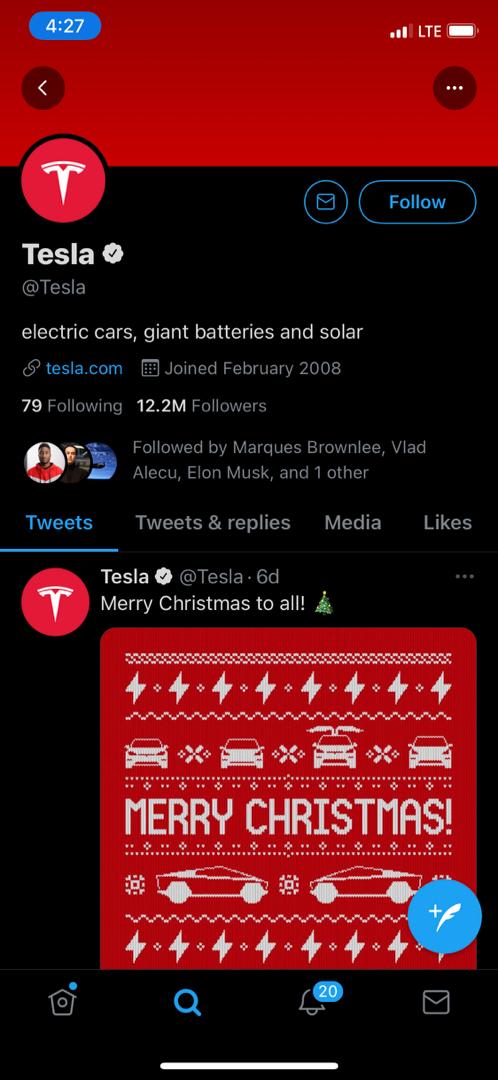 4:27
LTE
Follow
Tesla
@Tesla
electric cars, giant batteries and solar
tesla.com Joined February 2008
79 Following 12.2M Followers
Followed by Marques Brownlee, Vlad
Alecu, Elon Musk, and 1 other
Tweets Tweets & replies Media Likes
Tesla @Tesla · 6d
Merry Christmas to all! 🎄
MERRY CHRISTMAS!
20